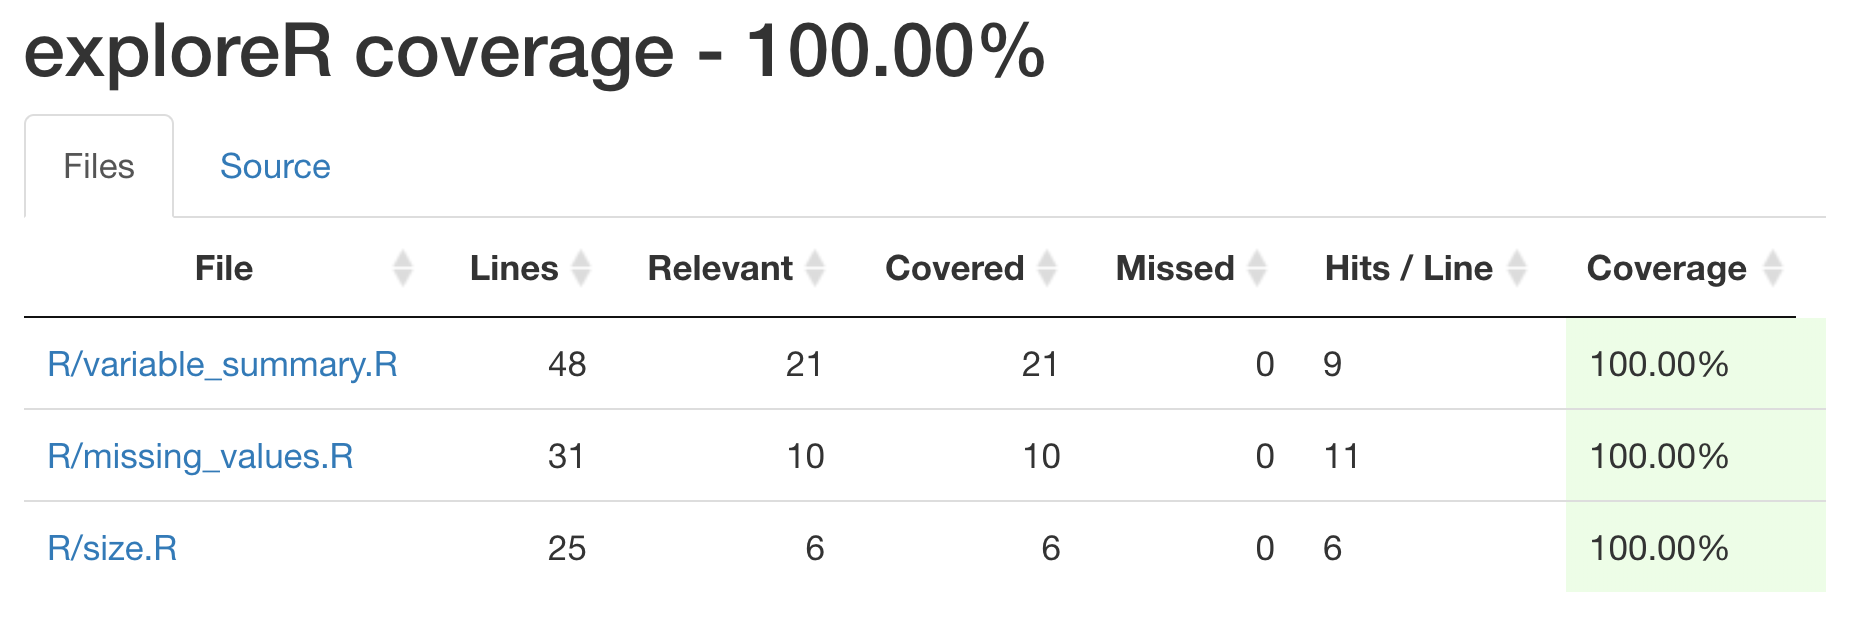 exploreR coverage - 100.00%
Files Source
File Lines Relevant Covered Missed Hits / Line Coverage
R/variable_summary.R 48 21 21 0 9 100.00%
R/missing_values.R 31 10 10 0 11 100.00%
R/size.R 25 6 6 0 6 100.00%